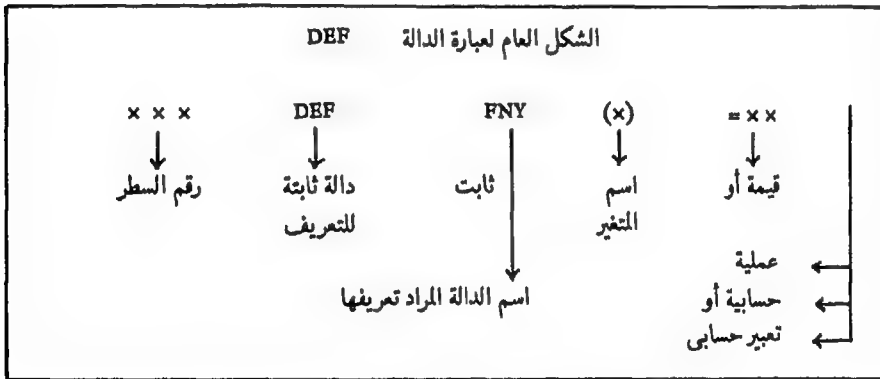 الشكل العام لعبارة الدالة DEF
× × × DEF FNY (×) = × ×
رقم السطر دالة ثابتة ثابت اسم قيمة أو
للتعريف المتغير
عملية
اسم الدالة المراد تعريفها حسابية أو
تعبير حسابى